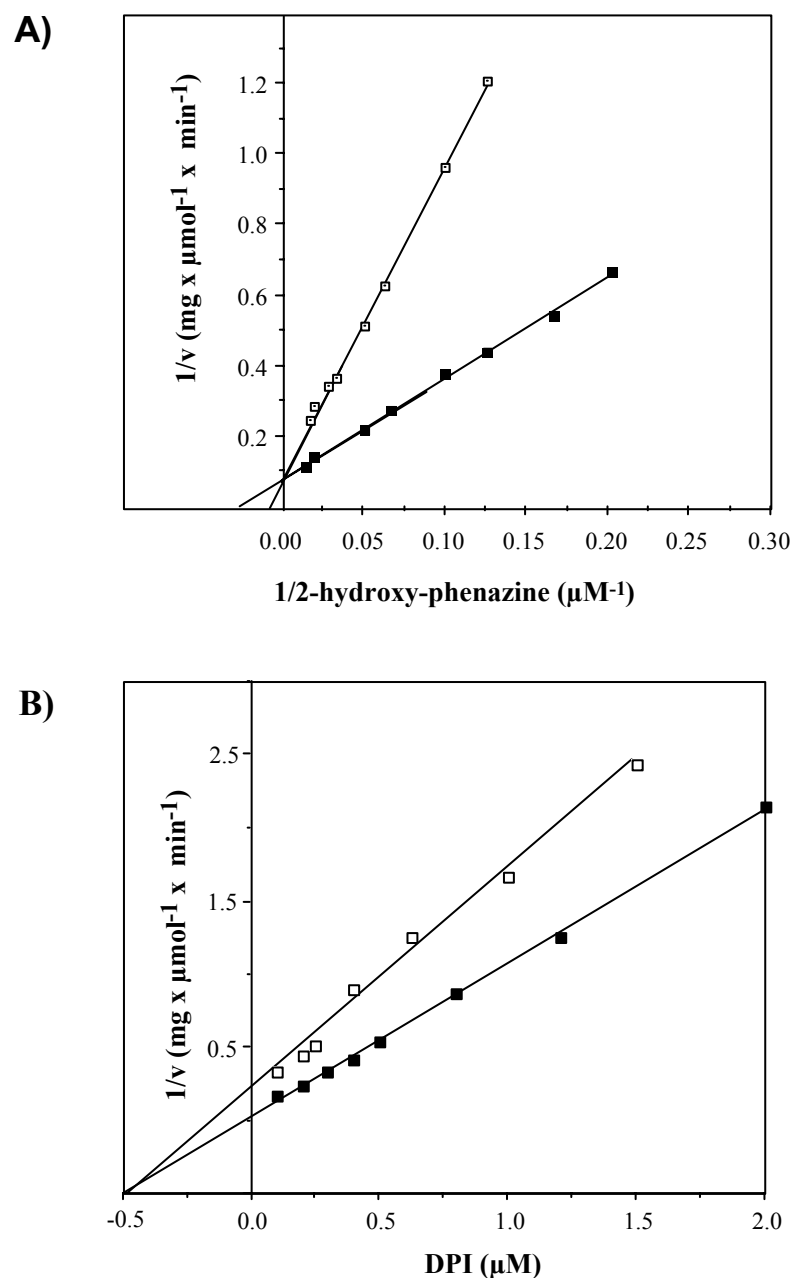 A)
1/v (mg x µmol-1 x min-1)
1.2
1.0
0.8
0.6
0.4
0.2
0.00 0.05 0.10 0.15 0.20 0.25 0.30
1/2-hydroxy-phenazine (µM-1)
B)
1/v (mg x µmol-1 x min-1)
2.5
1.5
0.5
-0.5 0.0 0.5 1.0 1.5 2.0
DPI (µM)